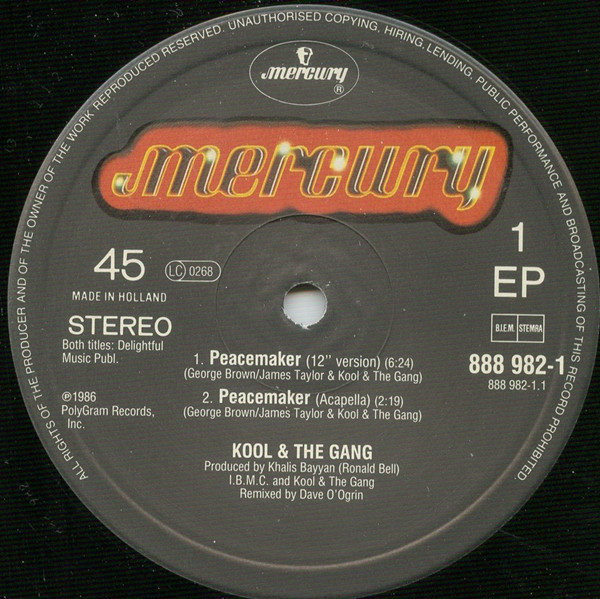 ALL RIGHTS OF THE PRODUCER AND OF THE OWNER OF THE WORK REPRODUCED RESERVED. UNAUTHORISED COPYING, HIRING, LENDING, PUBLIC PERFORMANCE AND BROADCASTING OF THIS RECORD PROHIBITED.
mercury
®
mercury
45
LC 0268
MADE IN HOLLAND
STEREO
Both titles: Delightful
Music Publ.
℗1986
PolyGram Records,
Inc.
1
EP
B.I.E.M. STEMRA
888 982-1
888 982-1.1
1. Peacemaker (12'' version) (6:24)
(George Brown/James Taylor & Kool & The Gang)
2. Peacemaker (Acapella) (2:19)
(George Brown/James Taylor & Kool & The Gang)
KOOL & THE GANG
Produced by Khalis Bayyan (Ronald Bell)
I.B.M.C. and Kool & The Gang
Remixed by Dave O'Ogrin